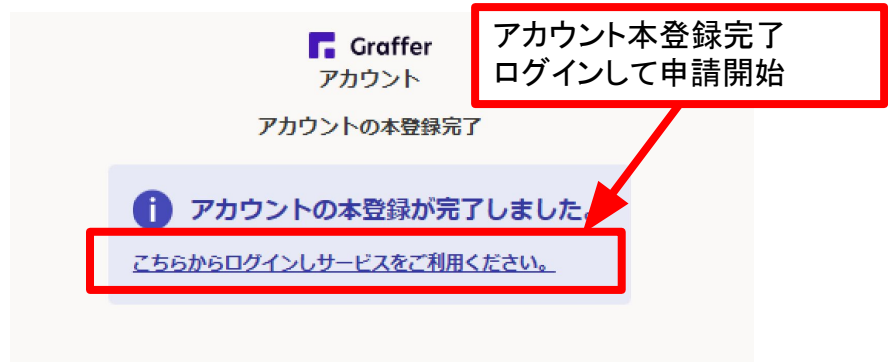 Graffer
アカウント
アカウント本登録完了
ログインして申請開始
アカウントの本登録完了
アカウントの本登録が完了しました。
こちらからログインしサービスをご利用ください。